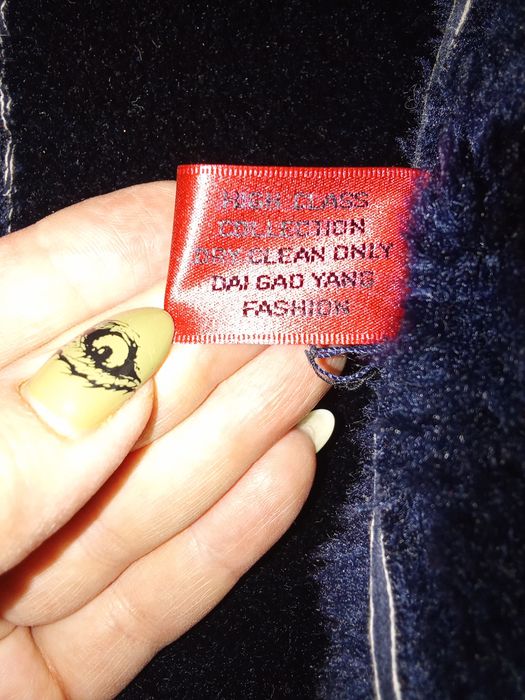 HIGH CLASS
COLLECTION
DRY CLEAN ONLY
DAI GAO YANG
FASHION